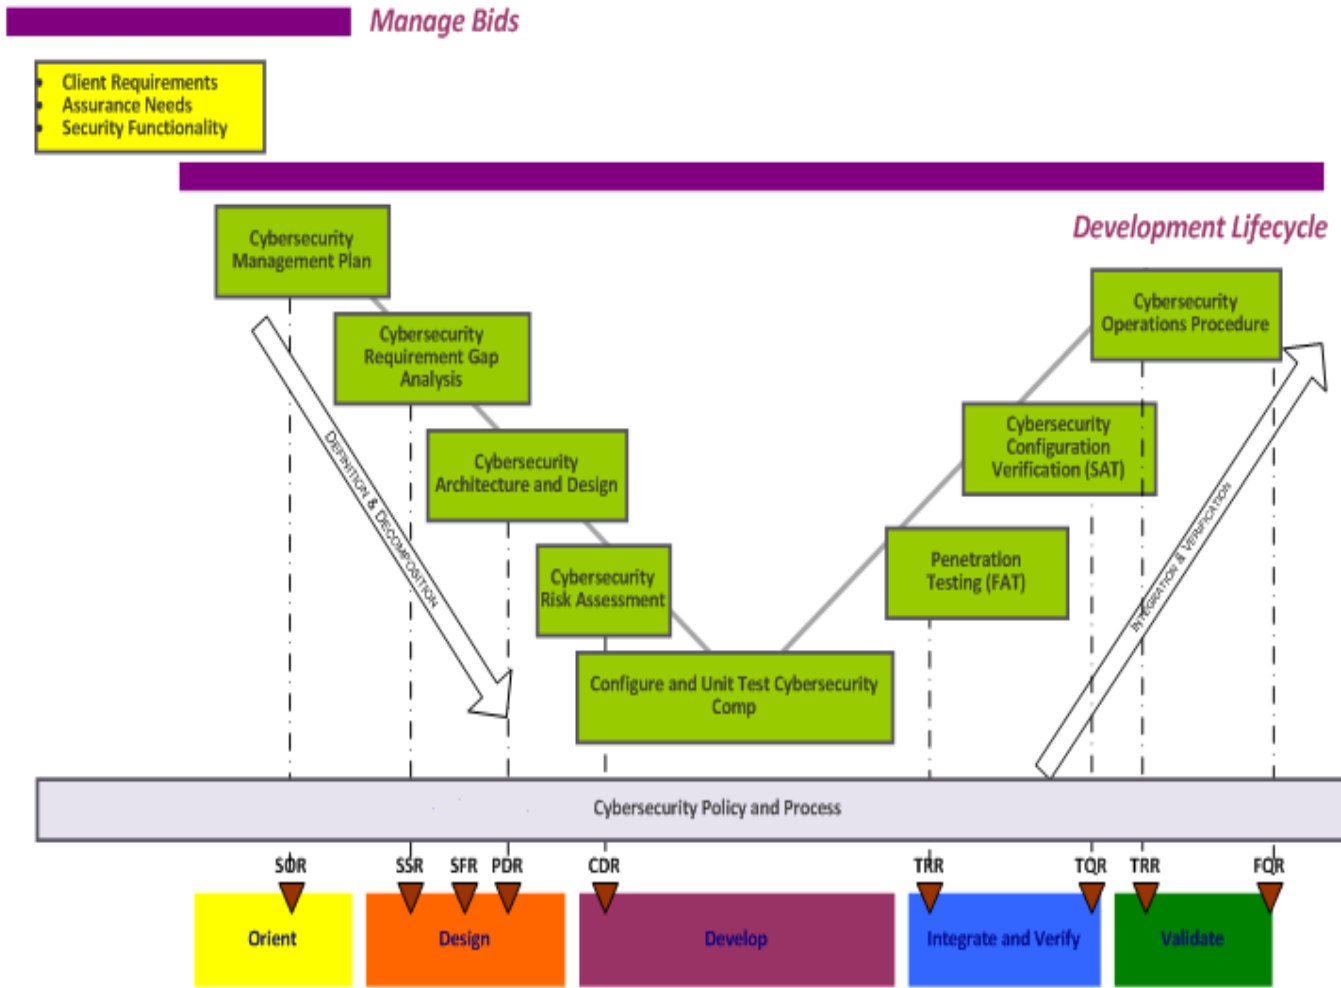 Manage Bids
• Client Requirements
• Assurance Needs
• Security Functionality
Development Lifecycle
Cybersecurity
Management Plan
Cybersecurity
Requirement Gap
Analysis
Cybersecurity
Architecture and Design
Cybersecurity
Risk Assessment
Configure and Unit Test Cybersecurity
Comp
Penetration
Testing (FAT)
Cybersecurity
Configuration
Verification (SAT)
Cybersecurity
Operations Procedure
DEFINITION & DECOMPOSITION
INTEGRATION & VERIFICATION
Cybersecurity Policy and Process
SOR SSR SFR PDR CDR TRR TQR TRR FQR
Orient Design Develop Integrate and Verify Validate